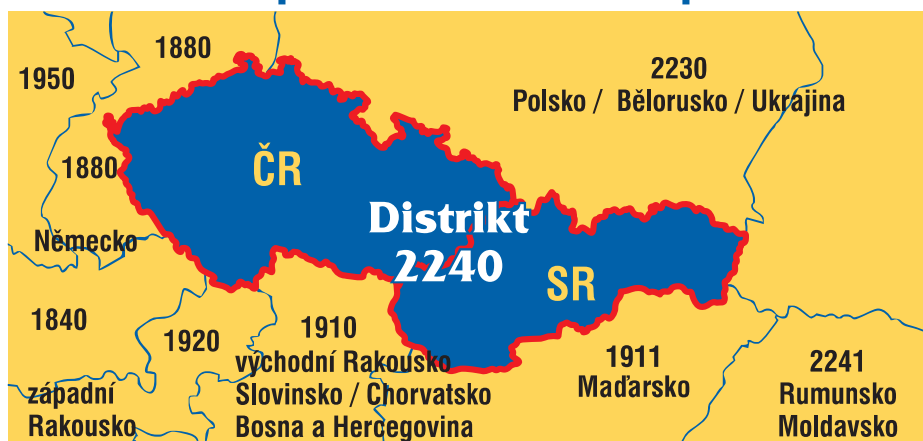 1880
1950
2230
Polsko / Bělorusko / Ukrajina
1880
ČR
Distrikt
2240
Německo
SR
1840
1920
1910
východní Rakousko
Slovinsko / Chorvatsko
Bosna a Hercegovina
západní
Rakousko
1911
Maďarsko
2241
Rumunsko
Moldavsko